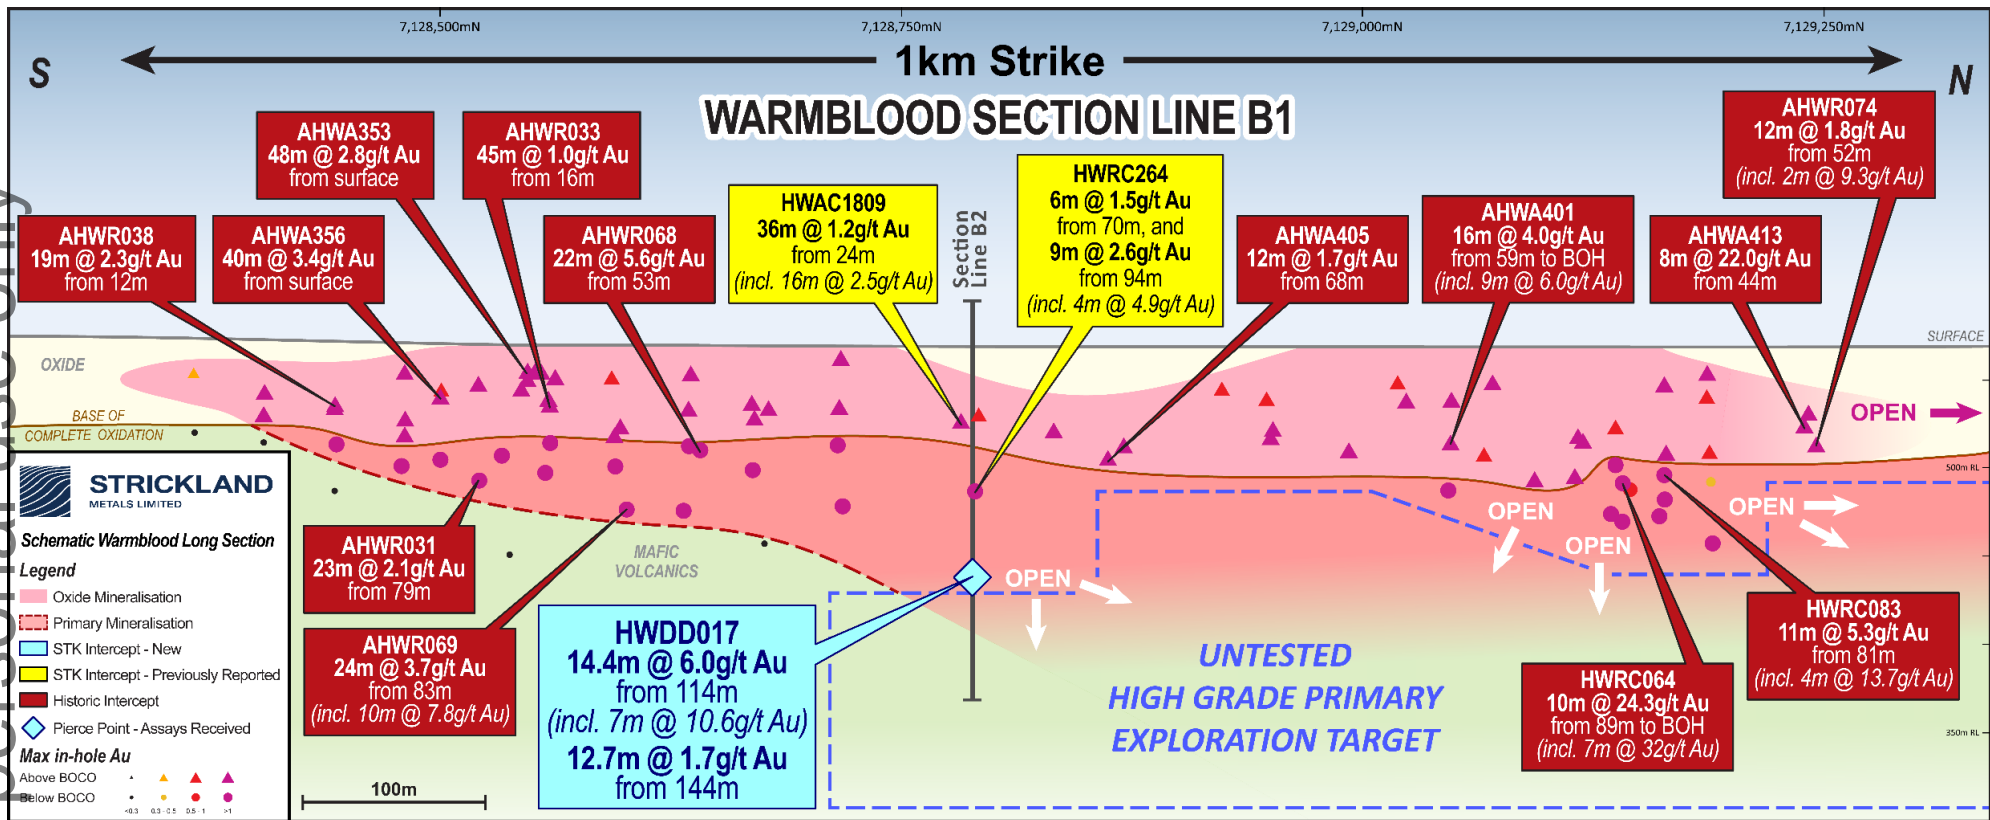 7,128,500mN
7,128,750mN
7,129,000mN
7,129,250mN
S
1km Strike
N
WARMBLOOD SECTION LINE B1
AHWA353
48m @ 2.8g/t Au
from surface
AHWR033
45m @ 1.0g/t Au
from 16m
AHWR074
12m @ 1.8g/t Au
from 52m
(incl. 2m @ 9.3g/t Au)
AHWR038
19m @ 2.3g/t Au
from 12m
AHWA356
40m @ 3.4g/t Au
from surface
AHWR068
22m @ 5.6g/t Au
from 53m
HWAC1809
36m @ 1.2g/t Au
from 24m
(incl. 16m @ 2.5g/t Au)
Section
Line B2
HWRC264
6m @ 1.5g/t Au
from 70m, and
9m @ 2.6g/t Au
from 94m
(incl. 4m @ 4.9g/t Au)
AHWA405
12m @ 1.7g/t Au
from 68m
AHWA401
16m @ 4.0g/t Au
from 59m to BOH
(incl. 9m @ 6.0g/t Au)
AHWA413
8m @ 22.0g/t Au
from 44m
SURFACE
OXIDE
BASE OF
COMPLETE OXIDATION
OPEN
500m RL
STRICKLAND
METALS LIMITED
Schematic Warmblood Long Section
Legend
Oxide Mineralisation
Primary Mineralisation
STK Intercept - New
STK Intercept - Previously Reported
Historic Intercept
Pierce Point - Assays Received
Max in-hole Au
Above BOCO
Below BOCO
<0.3 0.3 - 0.5 0.5 - 1 >1
AHWR031
23m @ 2.1g/t Au
from 79m
AHWR069
24m @ 3.7g/t Au
from 83m
(incl. 10m @ 7.8g/t Au)
100m
MAFIC
VOLCANICS
HWDD017
14.4m @ 6.0g/t Au
from 114m
(incl. 7m @ 10.6g/t Au)
12.7m @ 1.7g/t Au
from 144m
OPEN
OPEN
OPEN
OPEN
UNTESTED
HIGH GRADE PRIMARY
EXPLORATION TARGET
HWRC064
10m @ 24.3g/t Au
from 89m to BOH
(incl. 7m @ 32g/t Au)
HWRC083
11m @ 5.3g/t Au
from 81m
(incl. 4m @ 13.7g/t Au)
350m RL